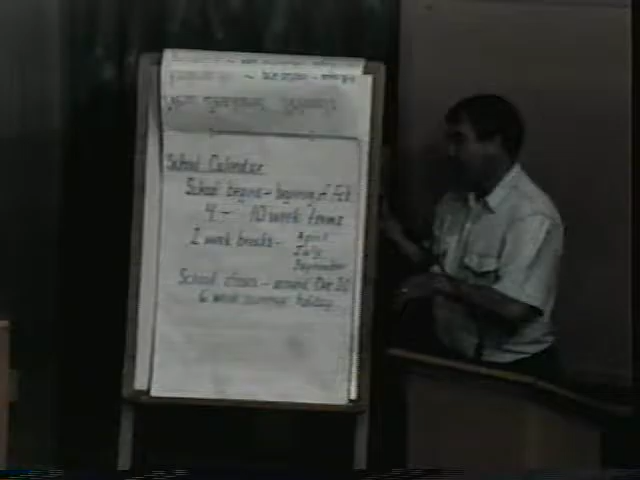 School Calendar
School begins - beginning of Feb
4 - 10 week terms
2 week breaks - April
July
September
School closes - around Dec 20
6 week summer holiday